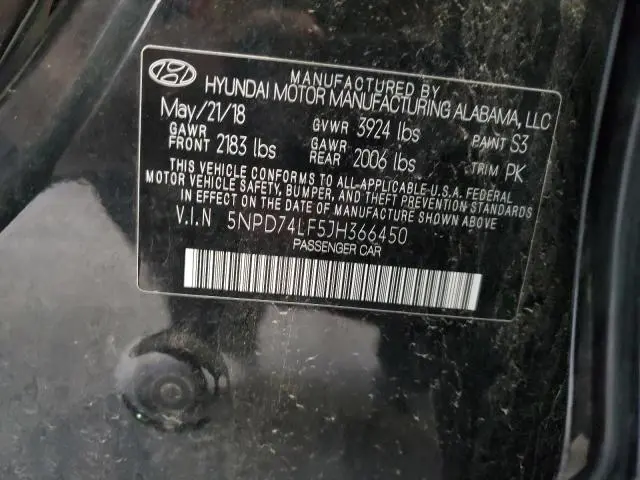 MANUFACTURED BY
HYUNDAI MOTOR MANUFACTURING ALABAMA, LLC
May/21/18 GVWR 3924 lbs PAINT S3
GAWR FRONT 2183 lbs GAWR REAR 2006 lbs TRIM PK
THIS VEHICLE CONFORMS TO ALL APPLICABLE U.S.A. FEDERAL
MOTOR VEHICLE SAFETY, BUMPER, AND THEFT PREVENTION STANDARDS
IN EFFECT ON THE DATE OF MANUFACTURE SHOWN ABOVE.
V.I.N 5NPD74LF5JH366450
PASSENGER CAR